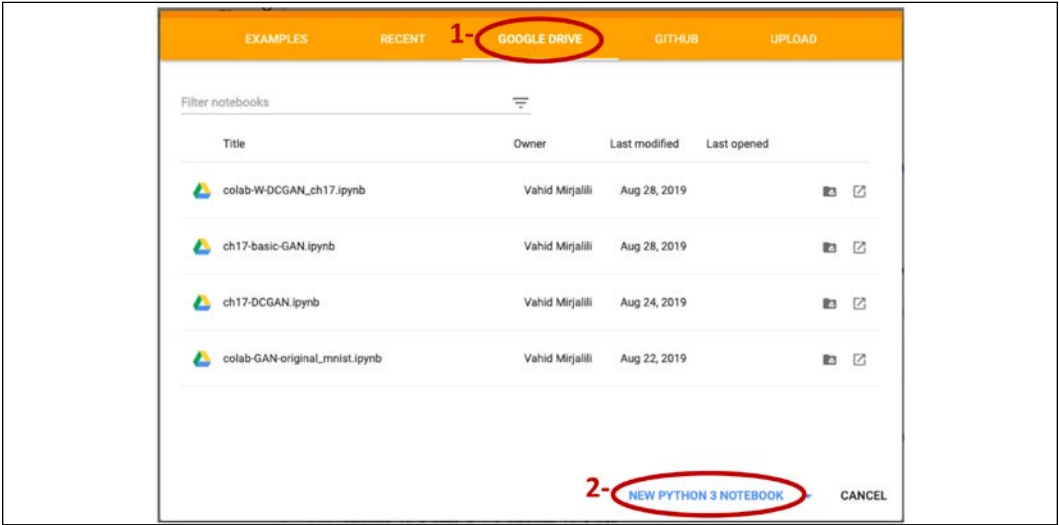 EXAMPLES RECENT 1- GOOGLE DRIVE GITHUB UPLOAD
Filter notebooks
Title Owner Last modified Last opened
colab-W-DCGAN_ch17.ipynb Vahid Mirjalili Aug 28, 2019
ch17-basic-GAN.ipynb Vahid Mirjalili Aug 28, 2019
ch17-DCGAN.ipynb Vahid Mirjalili Aug 24, 2019
colab-GAN-original_mnist.ipynb Vahid Mirjalili Aug 22, 2019
2- NEW PYTHON 3 NOTEBOOK CANCEL